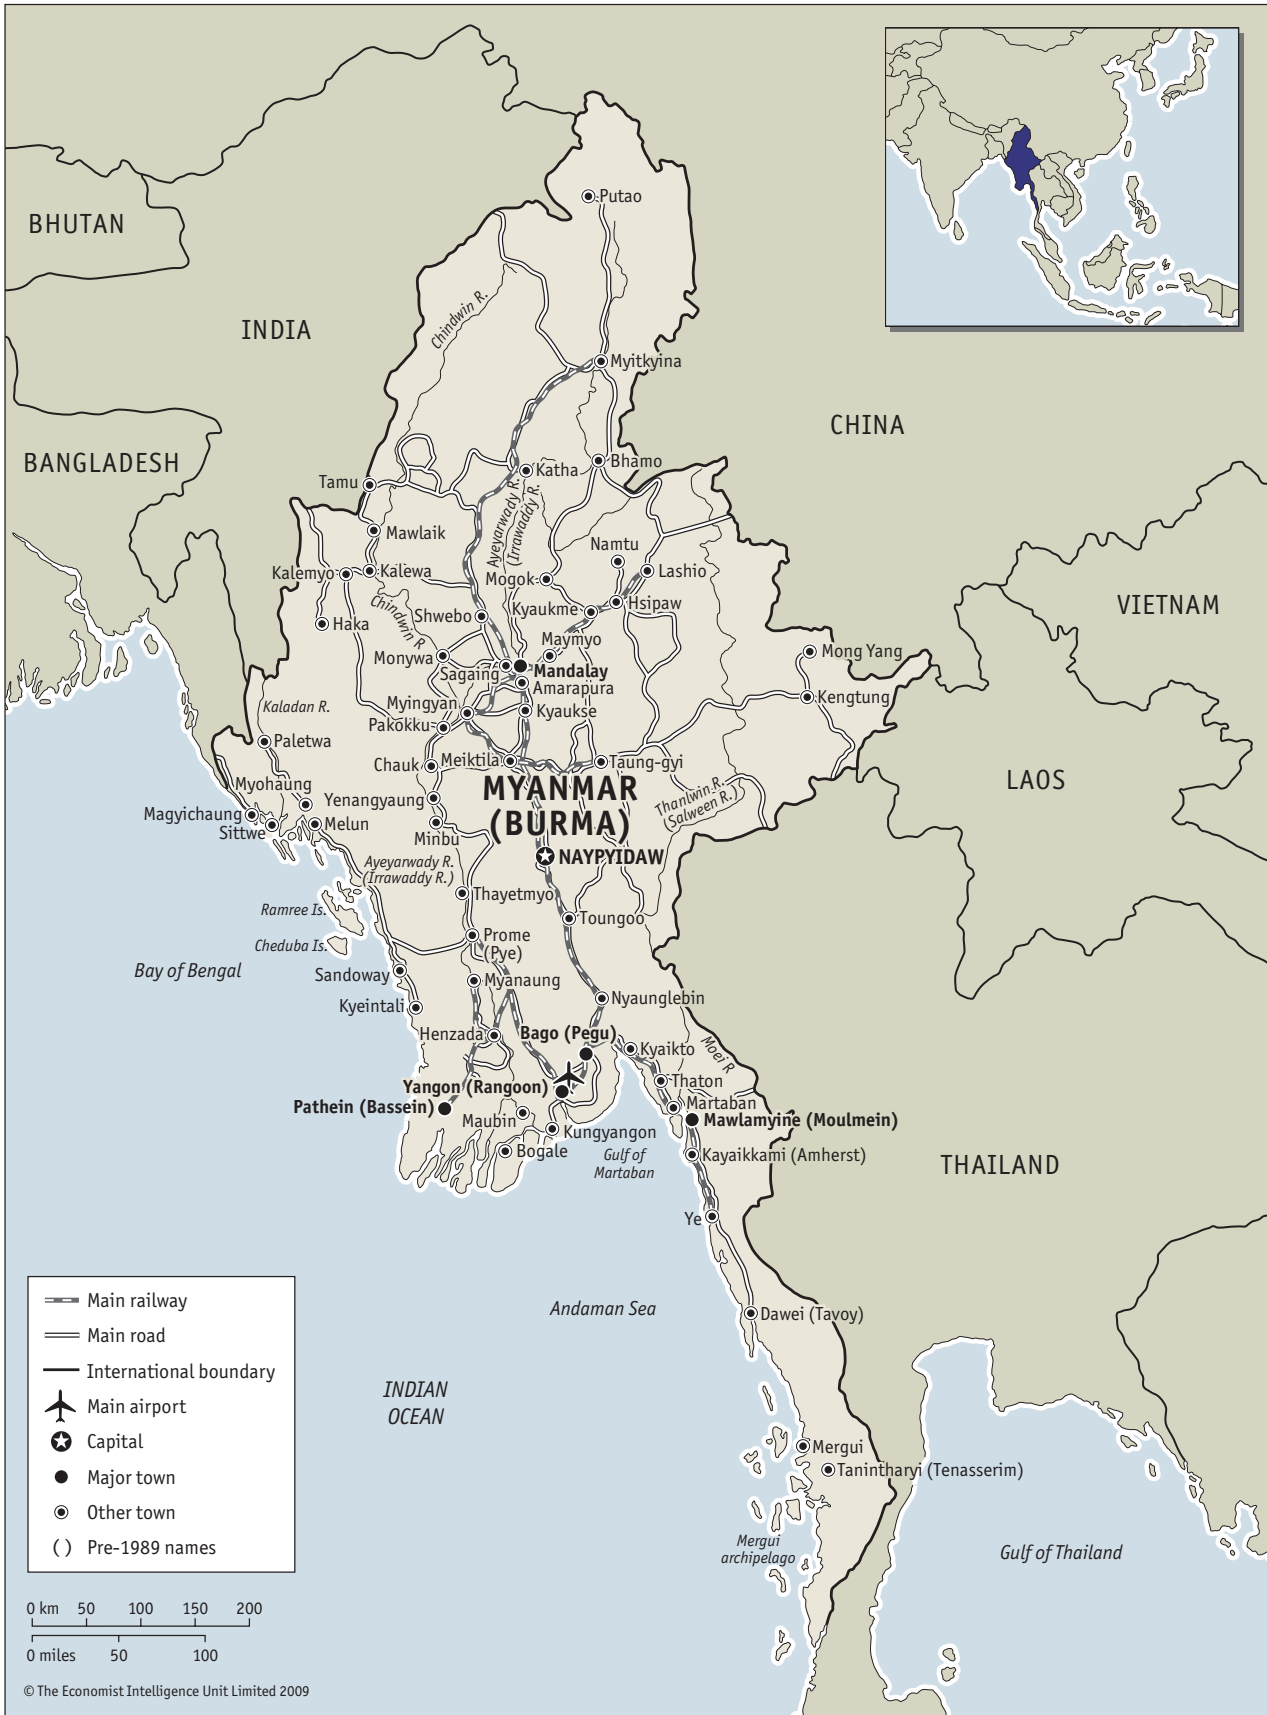 Putao
BHUTAN
INDIA
Chindwin R.
Myitkyina
CHINA
BANGLADESH
Katha
Bhamo
Tamu
Ayeyarwady R.
(Irrawaddy R.)
Mawlaik
Namtu
Kalemyo
Kalewa
Mogok
Lashio
Chindwin R
Shwebo
Kyaukme
Hsipaw
VIETNAM
Haka
Maymyo
Monywa
Mong Yang
Sagaing
Mandalay
Amarapura
Kengtung
Myingyan
Kyaukse
Kaladan R.
Pakokku
Paletwa
Chauk
Meiktila
Taung-gyi
LAOS
MYANMAR
(BURMA)
Thanlwin R.
(Salween R.)
Myohaung
Yenangyaung
Magyichaung
Sittwe
Melun
Minbu
NAYPYIDAW
Ayeyarwady R.
(Irrawaddy R.)
Thayetmyo
Ramree Is.
Toungoo
Cheduba Is.
Prome
(Pye)
Bay of Bengal
Sandoway
Myanaung
Kyeintali
Nyaunglebin
Henzada
Bago (Pegu)
Kyaikto
Moei R
Yangon (Rangoon)
Thaton
Pathein (Bassein)
Martaban
Maubin
Mawlamyine (Moulmein)
Kungyangon
Bogale
Gulf of
Martaban
Kayaikkami (Amherst)
THAILAND
Ye
Andaman Sea
Dawei (Tavoy)
INDIAN
OCEAN
Mergui
Tanintharyi (Tenasserim)
Mergui
archipelago
Gulf of Thailand
Main railway
Main road
International boundary
Main airport
Capital
Major town
Other town
( ) Pre-1989 names
0 km 50 100 150 200
0 miles 50 100
© The Economist Intelligence Unit Limited 2009